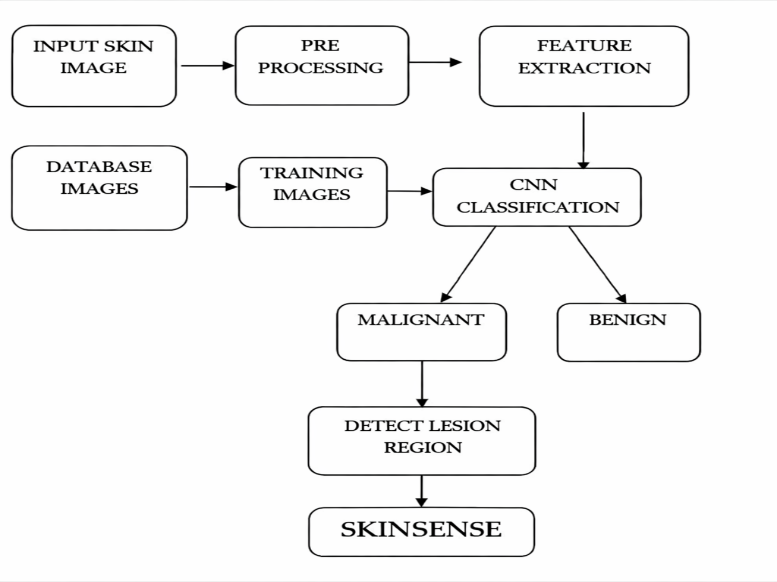 INPUT SKIN
IMAGE
PRE
PROCESSING
FEATURE
EXTRACTION
DATABASE
IMAGES
TRAINING
IMAGES
CNN
CLASSIFICATION
MALIGNANT
BENIGN
DETECT LESION
REGION
SKINSENSE